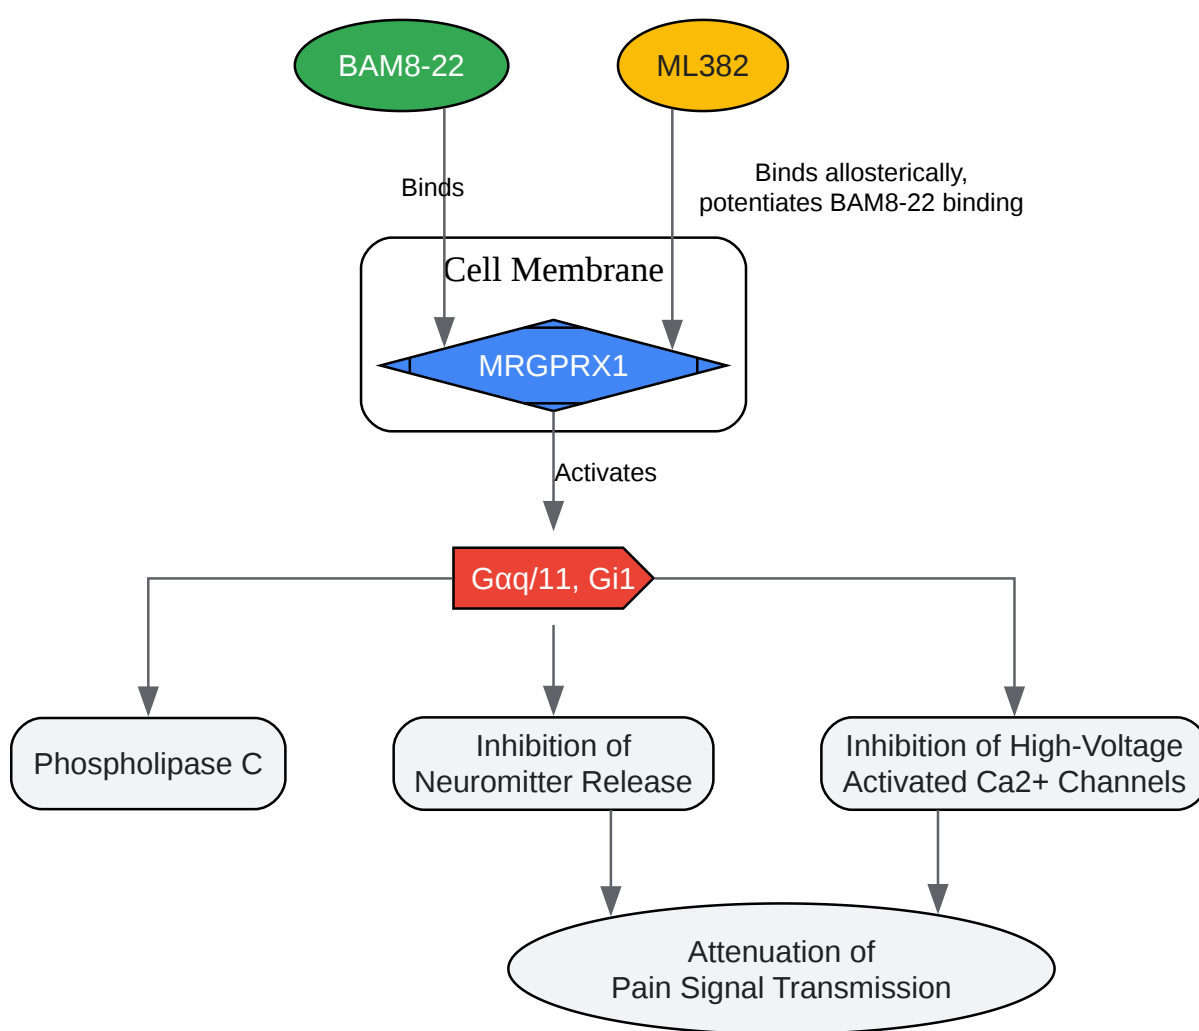 BAM8-22
ML382
Binds
Binds allosterically,
potentiates BAM8-22 binding
Cell Membrane
MRGPRX1
Activates
Gαq/11, Gi1
Phospholipase C
Inhibition of
Neuromitter Release
Inhibition of High-Voltage
Activated Ca2+ Channels
Attenuation of
Pain Signal Transmission